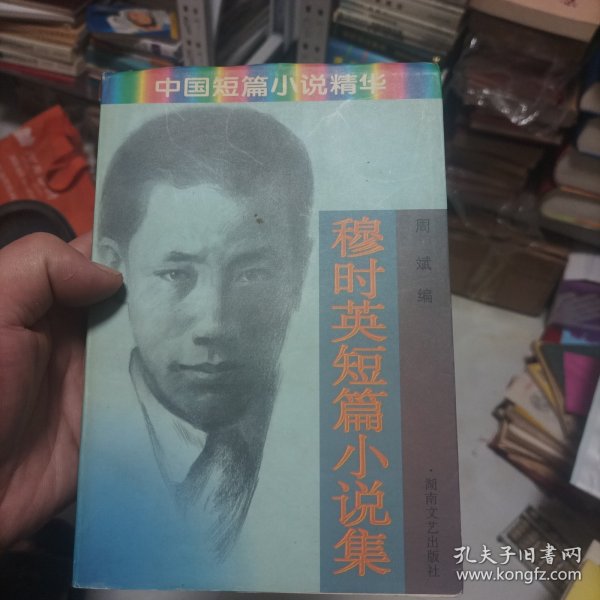 中国短篇小说精华
穆时英短篇小说集
周斌编
·湖南文艺出版社
孔夫子旧书网
www.kongfz.com